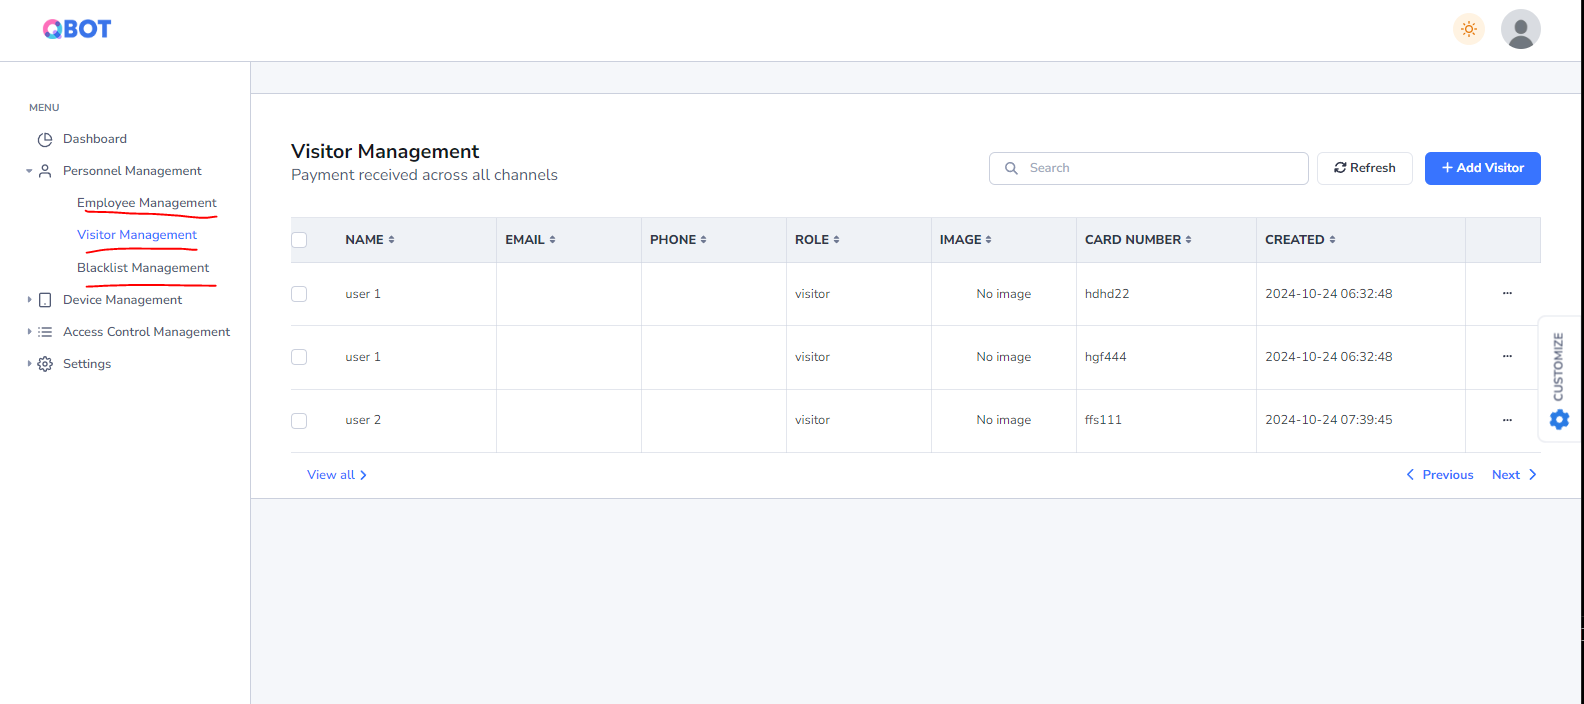 QBOT
MENU
Dashboard
Personnel Management
Employee Management
Visitor Management
Blacklist Management
Device Management
Access Control Management
Settings
Visitor Management
Payment received across all channels
Search
Refresh
+ Add Visitor
NAME EMAIL PHONE ROLE IMAGE CARD NUMBER CREATED
user 1 visitor No image hdhd22 2024-10-24 06:32:48 ...
user 1 visitor No image hgf444 2024-10-24 06:32:48 ...
user 2 visitor No image ffs111 2024-10-24 07:39:45 ...
View all
Previous Next
CUSTOMIZE